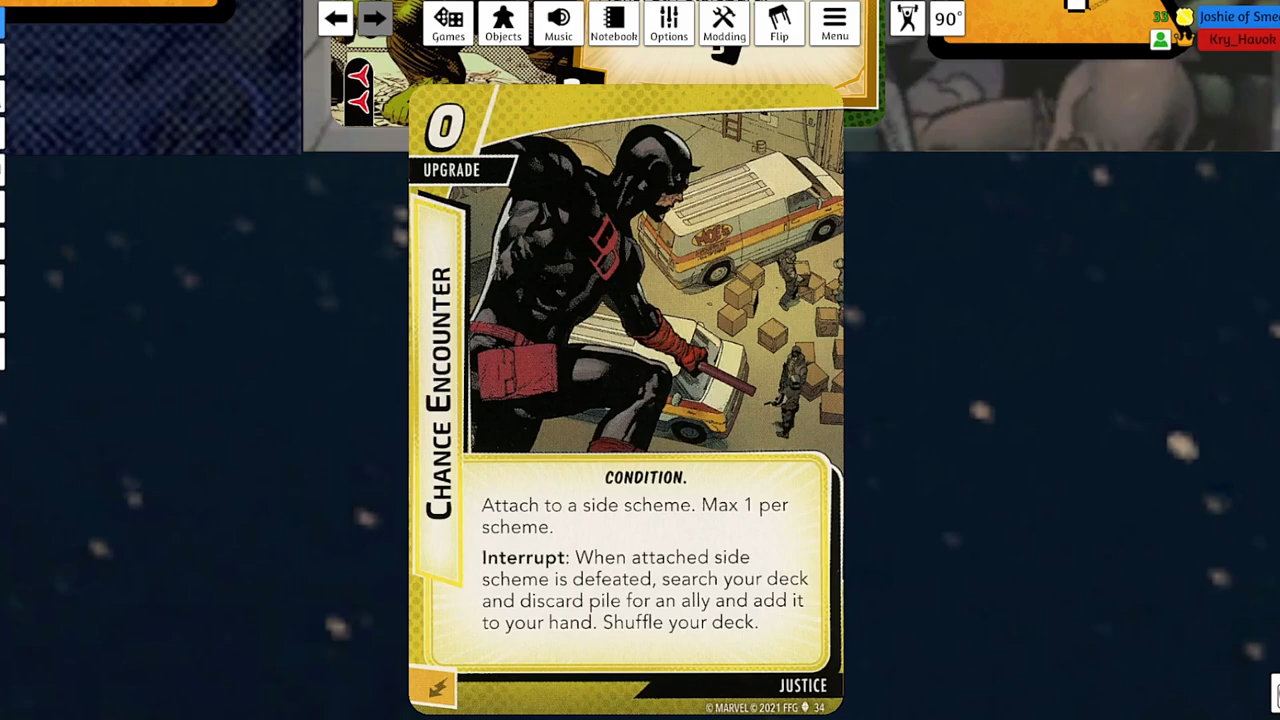 Games Objects Music Notebook Options Modding Flip Menu
90°
33 Joshie of Sme
Kry_Havok
0
UPGRADE
MOE'S
CHANCE ENCOUNTER
CONDITION.
Attach to a side scheme. Max 1 per
scheme.
Interrupt: When attached side
scheme is defeated, search your deck
and discard pile for an ally and add it
to your hand. Shuffle your deck.
JUSTICE
© MARVEL © 2021 FFG 34